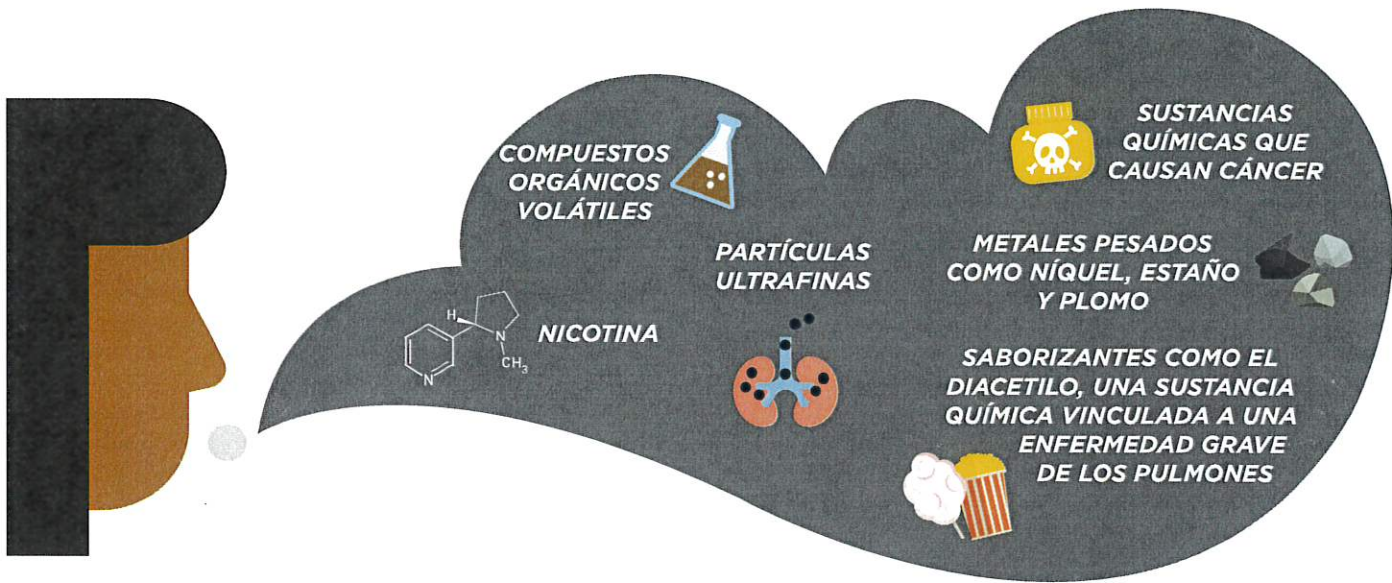 COMPUESTOS
ORGÁNICOS
VOLÁTILES
NICOTINA
H
N
CH₃
N
PARTÍCULAS
ULTRAFINAS
SUSTANCIAS
QUÍMICAS QUE
CAUSAN CÁNCER
METALES PESADOS
COMO NÍQUEL, ESTAÑO
Y PLOMO
SABORIZANTES COMO EL
DIACETILO, UNA SUSTANCIA
QUÍMICA VINCULADA A UNA
ENFERMEDAD GRAVE
DE LOS PULMONES